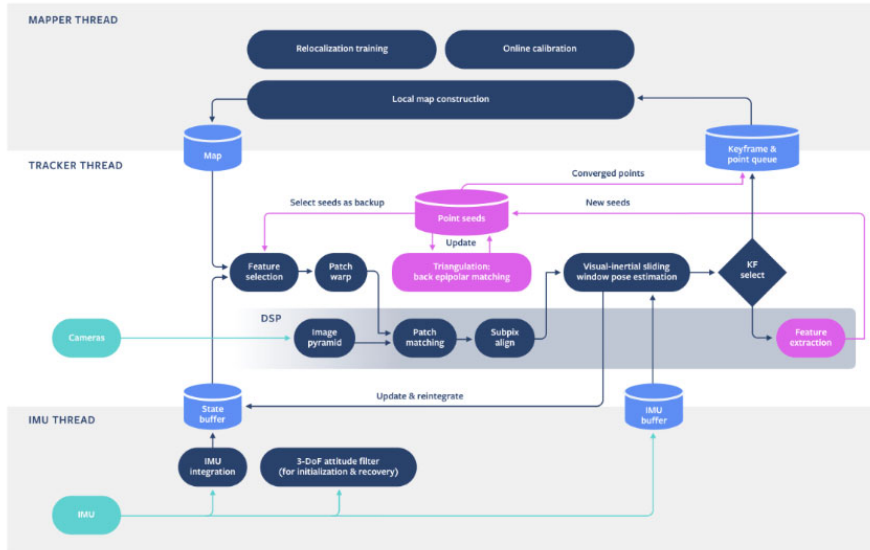 MAPPER THREAD
Relocalization training
Online calibration
Local map construction
Map
Keyframe &
point queue
TRACKER THREAD
Converged points
Select seeds as backup
Point seeds
New seeds
Update
Feature
selection
Patch
warp
Triangulation:
back epipolar matching
Visual-inertial sliding
window pose estimation
KF
select
DSP
Cameras
Image
pyramid
Patch
matching
Subpix
align
Feature
extraction
State
buffer
Update & reintegrate
IMU
buffer
IMU THREAD
IMU
integration
3-DoF attitude filter
(for initialization & recovery)
IMU